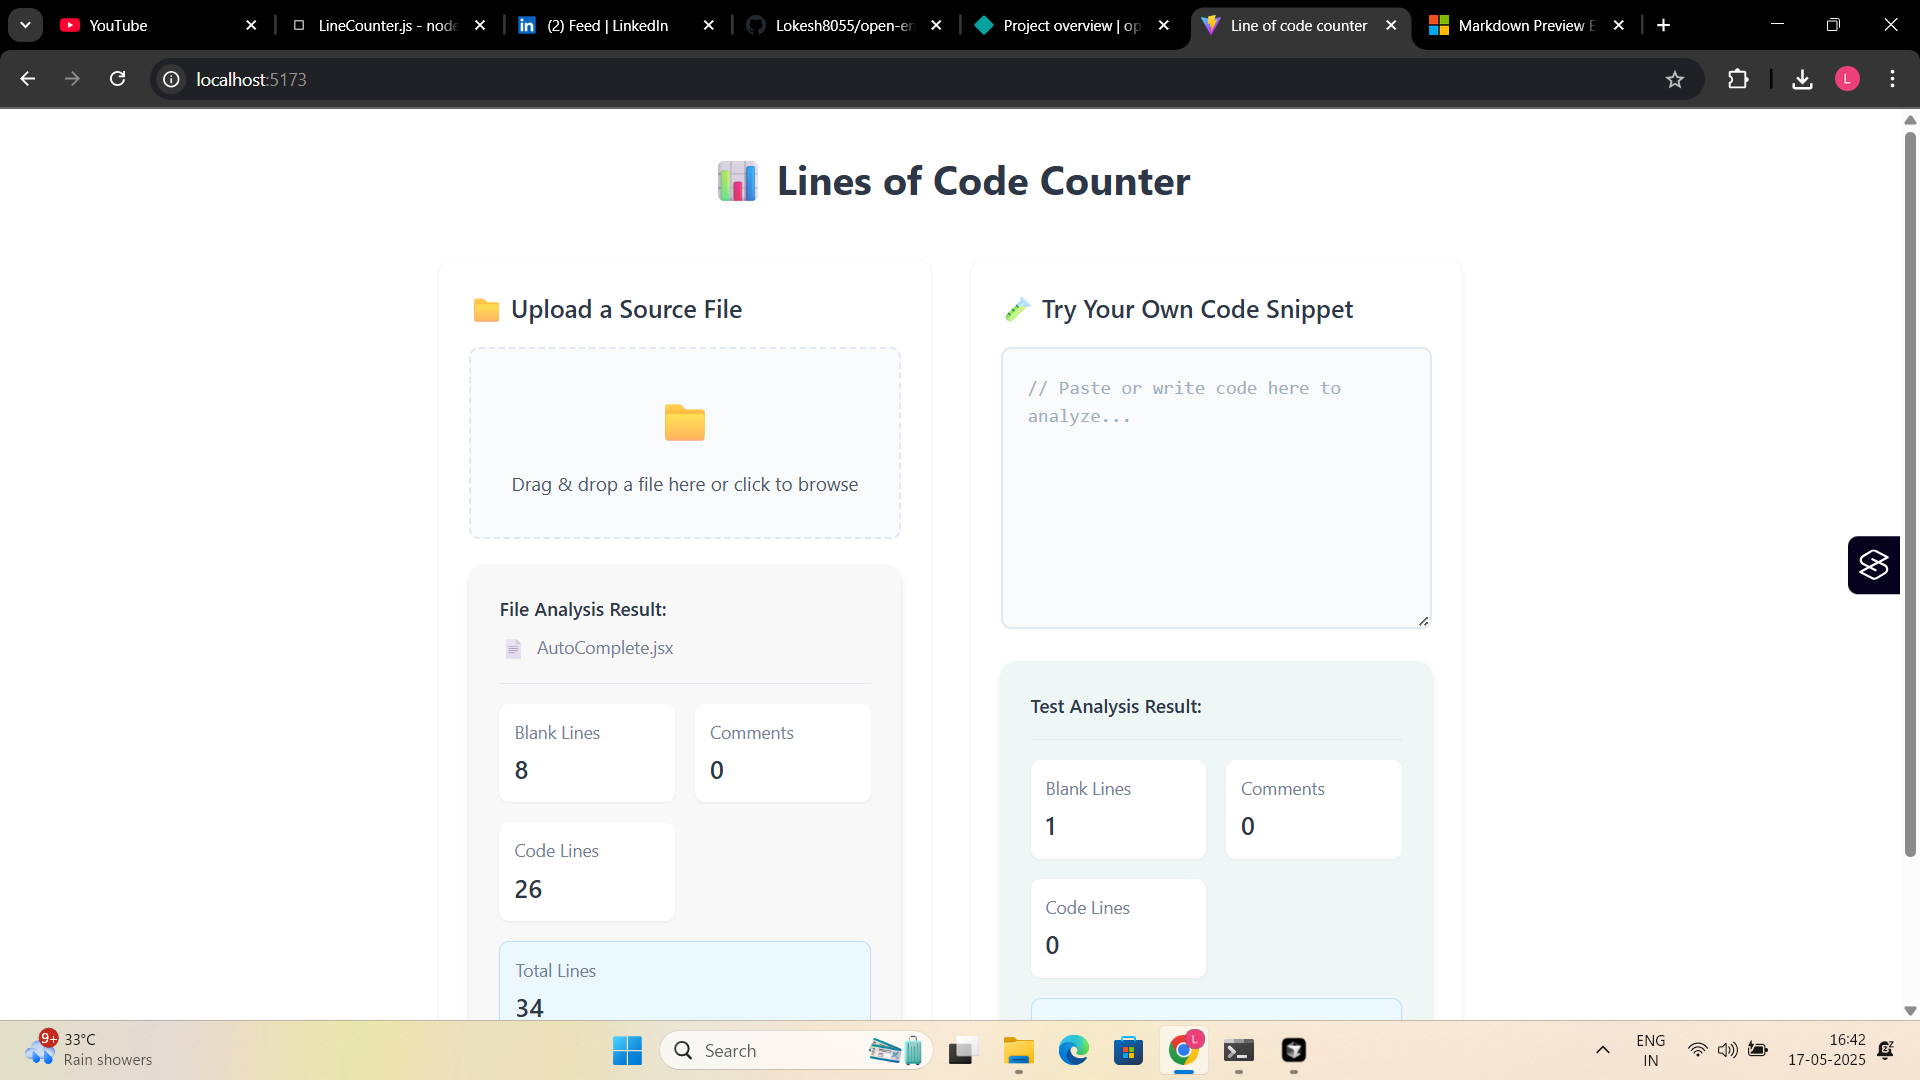 YouTube
LineCounter.js - node
(2) Feed | LinkedIn
Lokesh8055/open-en
Project overview | op
Line of code counter
Markdown Preview E
localhost:5173
L
Lines of Code Counter
Upload a Source File
Drag & drop a file here or click to browse
File Analysis Result:
AutoComplete.jsx
Blank Lines
8
Comments
0
Code Lines
26
Total Lines
34
Try Your Own Code Snippet
// Paste or write code here to
analyze...
Test Analysis Result:
Blank Lines
1
Comments
0
Code Lines
0
9+
33°C
Rain showers
Search
L
ENG
IN
16:42
17-05-2025